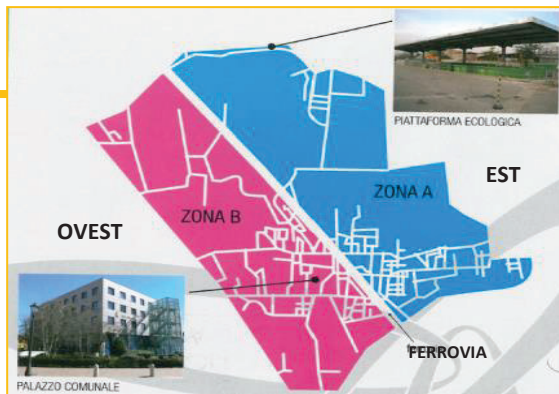 PIATTAFORMA ECOLOGICA
EST
ZONA A
ZONA B
OVEST
FERROVIA
PALAZZO COMUNALE